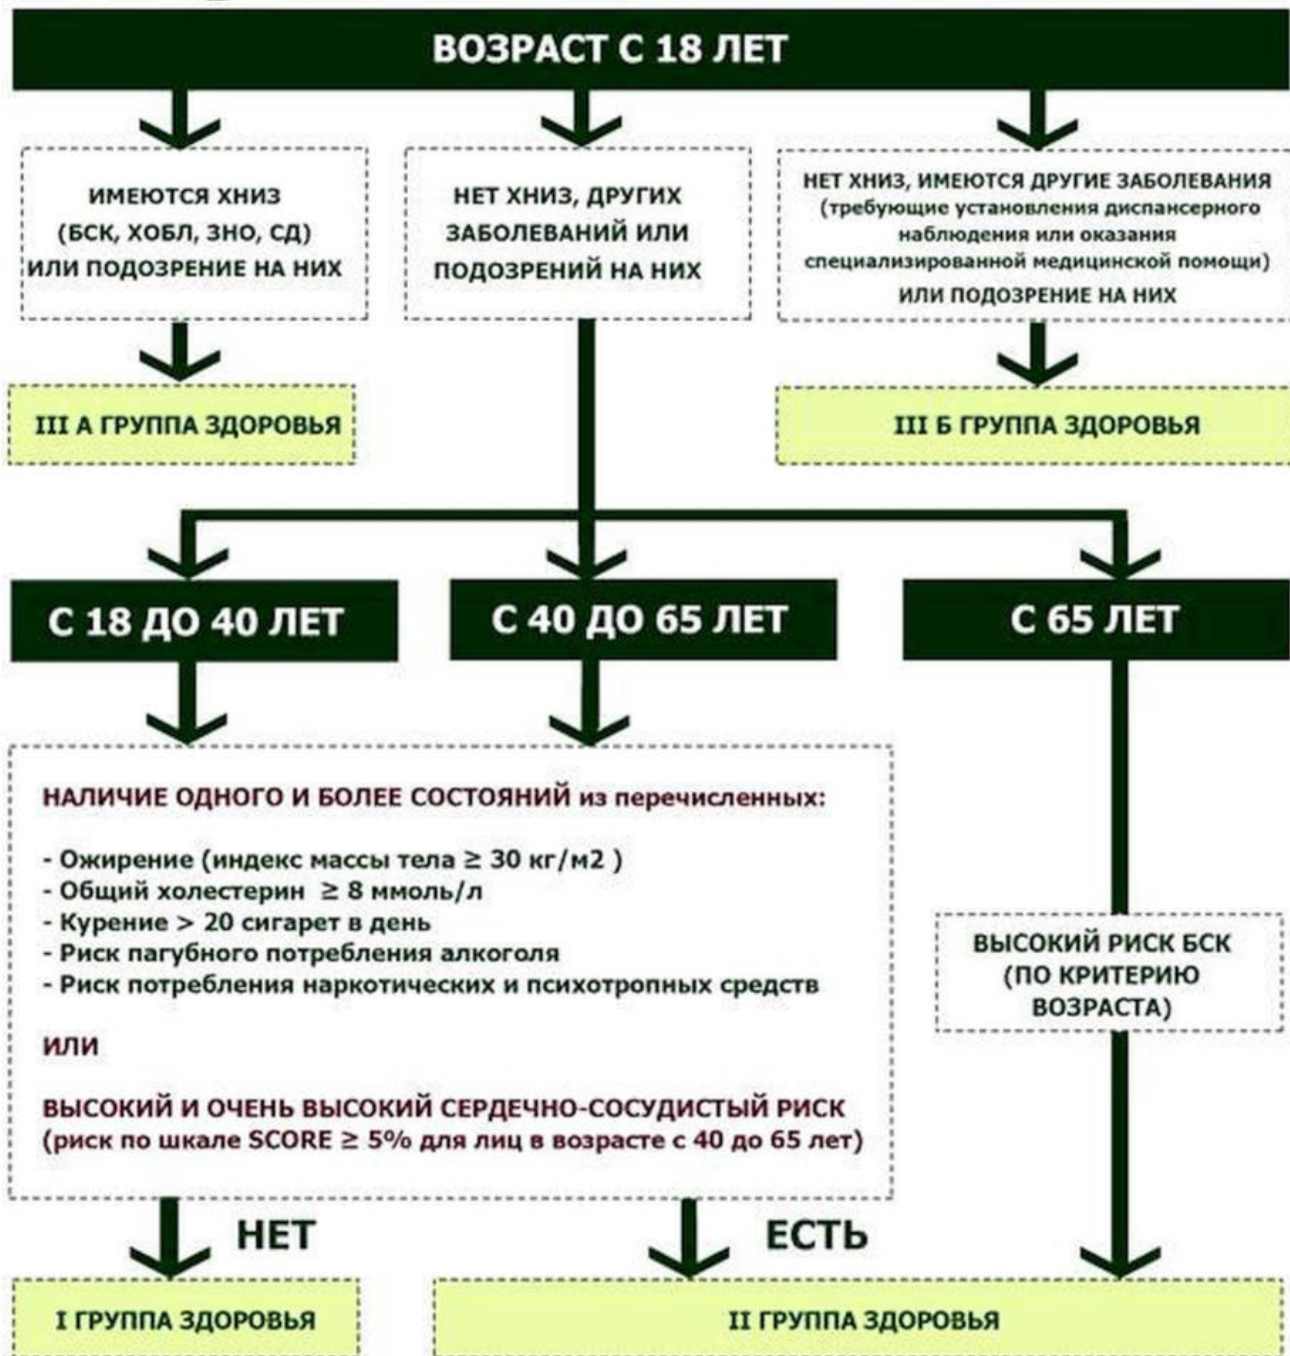 ВОЗРАСТ С 18 ЛЕТ
ИМЕЮТСЯ ХНИЗ
(БСК, ХОБЛ, ЗНО, СД)
ИЛИ ПОДОЗРЕНИЕ НА НИХ
НЕТ ХНИЗ, ДРУГИХ
ЗАБОЛЕВАНИЙ ИЛИ
ПОДОЗРЕНИЙ НА НИХ
НЕТ ХНИЗ, ИМЕЮТСЯ ДРУГИЕ ЗАБОЛЕВАНИЯ
(требующие установления диспансерного
наблюдения или оказания
специализированной медицинской помощи)
ИЛИ ПОДОЗРЕНИЕ НА НИХ
III А ГРУППА ЗДОРОВЬЯ
III Б ГРУППА ЗДОРОВЬЯ
С 18 ДО 40 ЛЕТ
С 40 ДО 65 ЛЕТ
С 65 ЛЕТ
НАЛИЧИЕ ОДНОГО И БОЛЕЕ СОСТОЯНИЙ из перечисленных:
- Ожирение (индекс массы тела ≥ 30 кг/м2 )
- Общий холестерин ≥ 8 ммоль/л
- Курение > 20 сигарет в день
- Риск пагубного потребления алкоголя
- Риск потребления наркотических и психотропных средств
ИЛИ
ВЫСОКИЙ И ОЧЕНЬ ВЫСОКИЙ СЕРДЕЧНО-СОСУДИСТЫЙ РИСК
(риск по шкале SCORE ≥ 5% для лиц в возрасте с 40 до 65 лет)
ВЫСОКИЙ РИСК БСК
(ПО КРИТЕРИЮ
ВОЗРАСТА)
НЕТ
ЕСТЬ
I ГРУППА ЗДОРОВЬЯ
II ГРУППА ЗДОРОВЬЯ